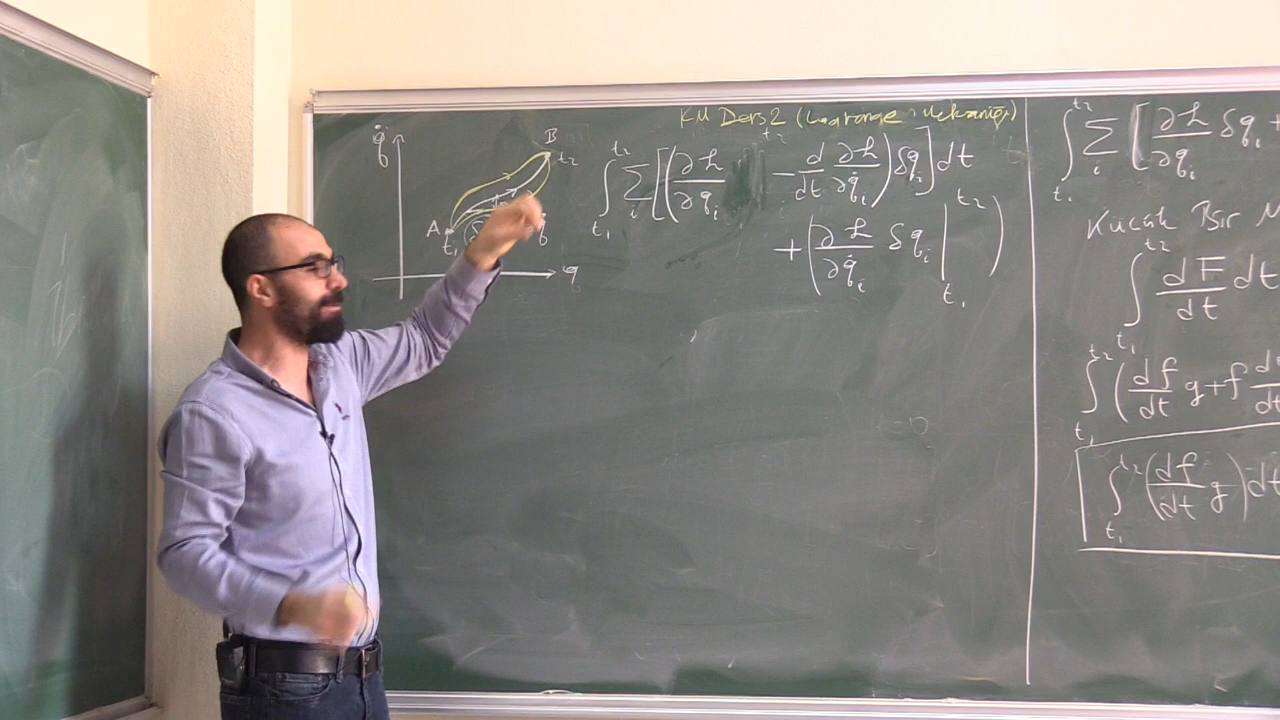 KM Ders 2 (Lagrange Mekaniği)
q̇
B
t₂
A
t₁
q
∫_{t₁}^{t₂} Σ_i [(∂L/∂q_i - d/dt ∂L/∂q̇_i) δq_i] dt
+ (∂L/∂q̇_i δq_i |_{t₁}^{t₂})
∫_{t₁}^{t₂} Σ_i [∂L/∂q_i δq_i +
Küçük Bir
∫_{t₁}^{t₂} dF/dt dt
∫_{t₁}^{t₂} (df/dt g + f
∫_{t₁}^{t₂} (df/dt g) dt